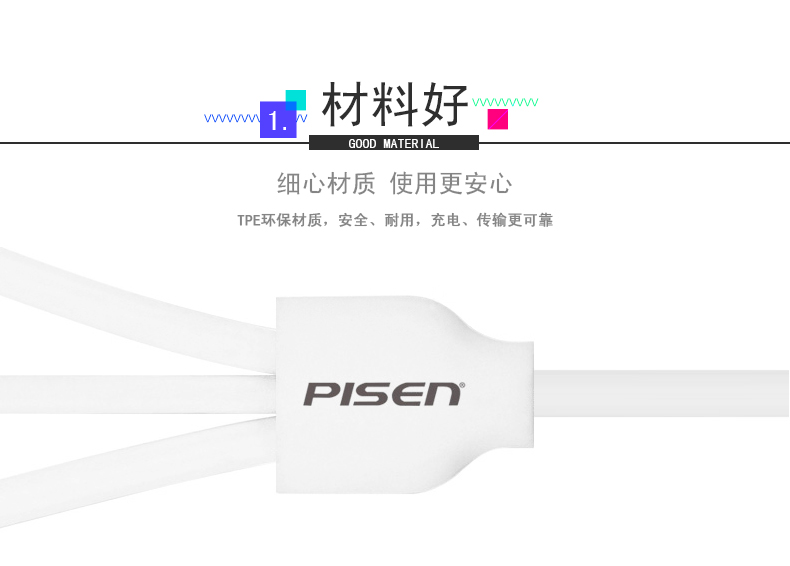 1. 材料好
GOOD MATERIAL
细心材质 使用更安心
TPE环保材质，安全、耐用，充电、传输更可靠
PISEN®